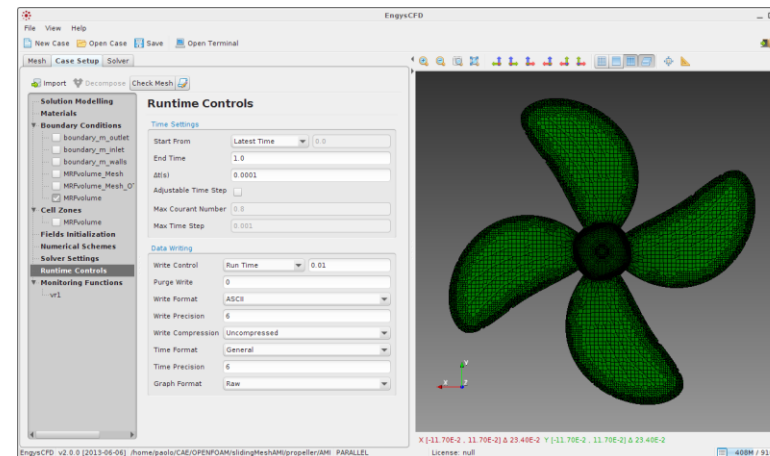 EngysCFD
File View Help
New Case Open Case Save Open Terminal
Mesh Case Setup Solver
Import Decompose Check Mesh
Solution Modelling
Materials
Boundary Conditions
boundary_m_outlet
boundary_m_inlet
boundary_m_walls
MRFvolume_Mesh
MRFvolume_Mesh_O
MRFvolume
Cell Zones
MRFvolume
Fields Initialization
Numerical Schemes
Solver Settings
Runtime Controls
Monitoring Functions
vr1
Runtime Controls
Time Settings
Start From Latest Time 0.0
End Time 1.0
Δt(s) 0.0001
Adjustable Time Step
Max Courant Number 0.8
Max Time Step 0.001
Data Writing
Write Control Run Time 0.01
Purge Write 0
Write Format ASCII
Write Precision 6
Write Compression Uncompressed
Time Format General
Time Precision 6
Graph Format Raw
Y
X Z
X [-11.70E-2 , 11.70E-2] Δ 23.40E-2 Y [-11.70E-2 , 11.70E-2] Δ 23.40E-2
EngysCFD v2.0.0 [2013-06-06] /home/paolo/CAE/OPENFOAM/slidingMeshAMI/propeller/AMI PARALLEL License: null 408M / 91